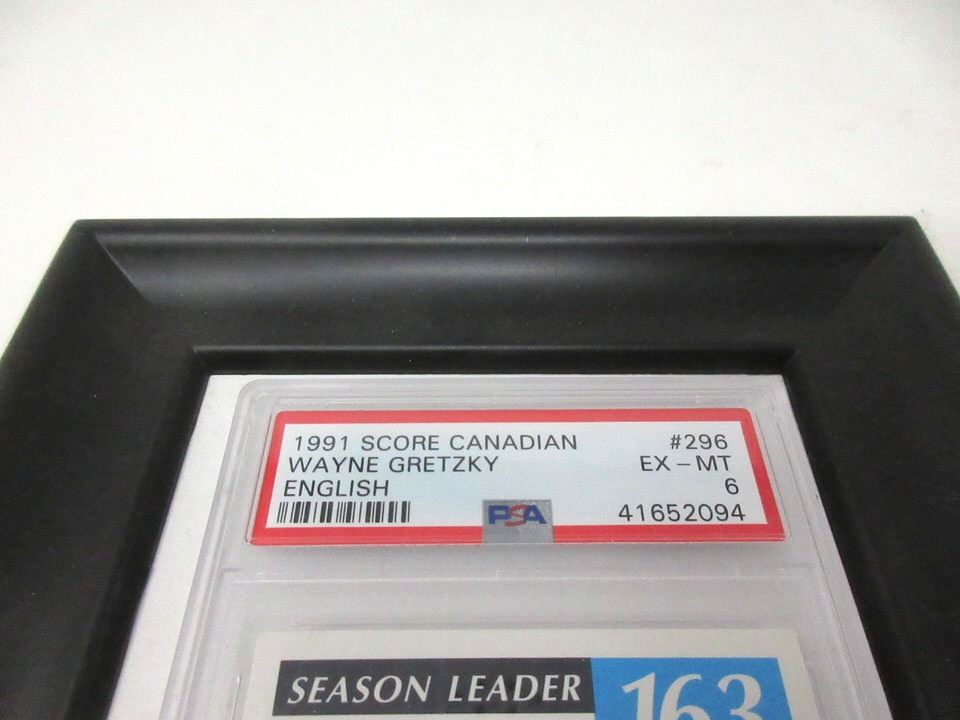 1991 SCORE CANADIAN #296
WAYNE GRETZKY EX - MT
ENGLISH 6
PSA 41652094
SEASON LEADER 163